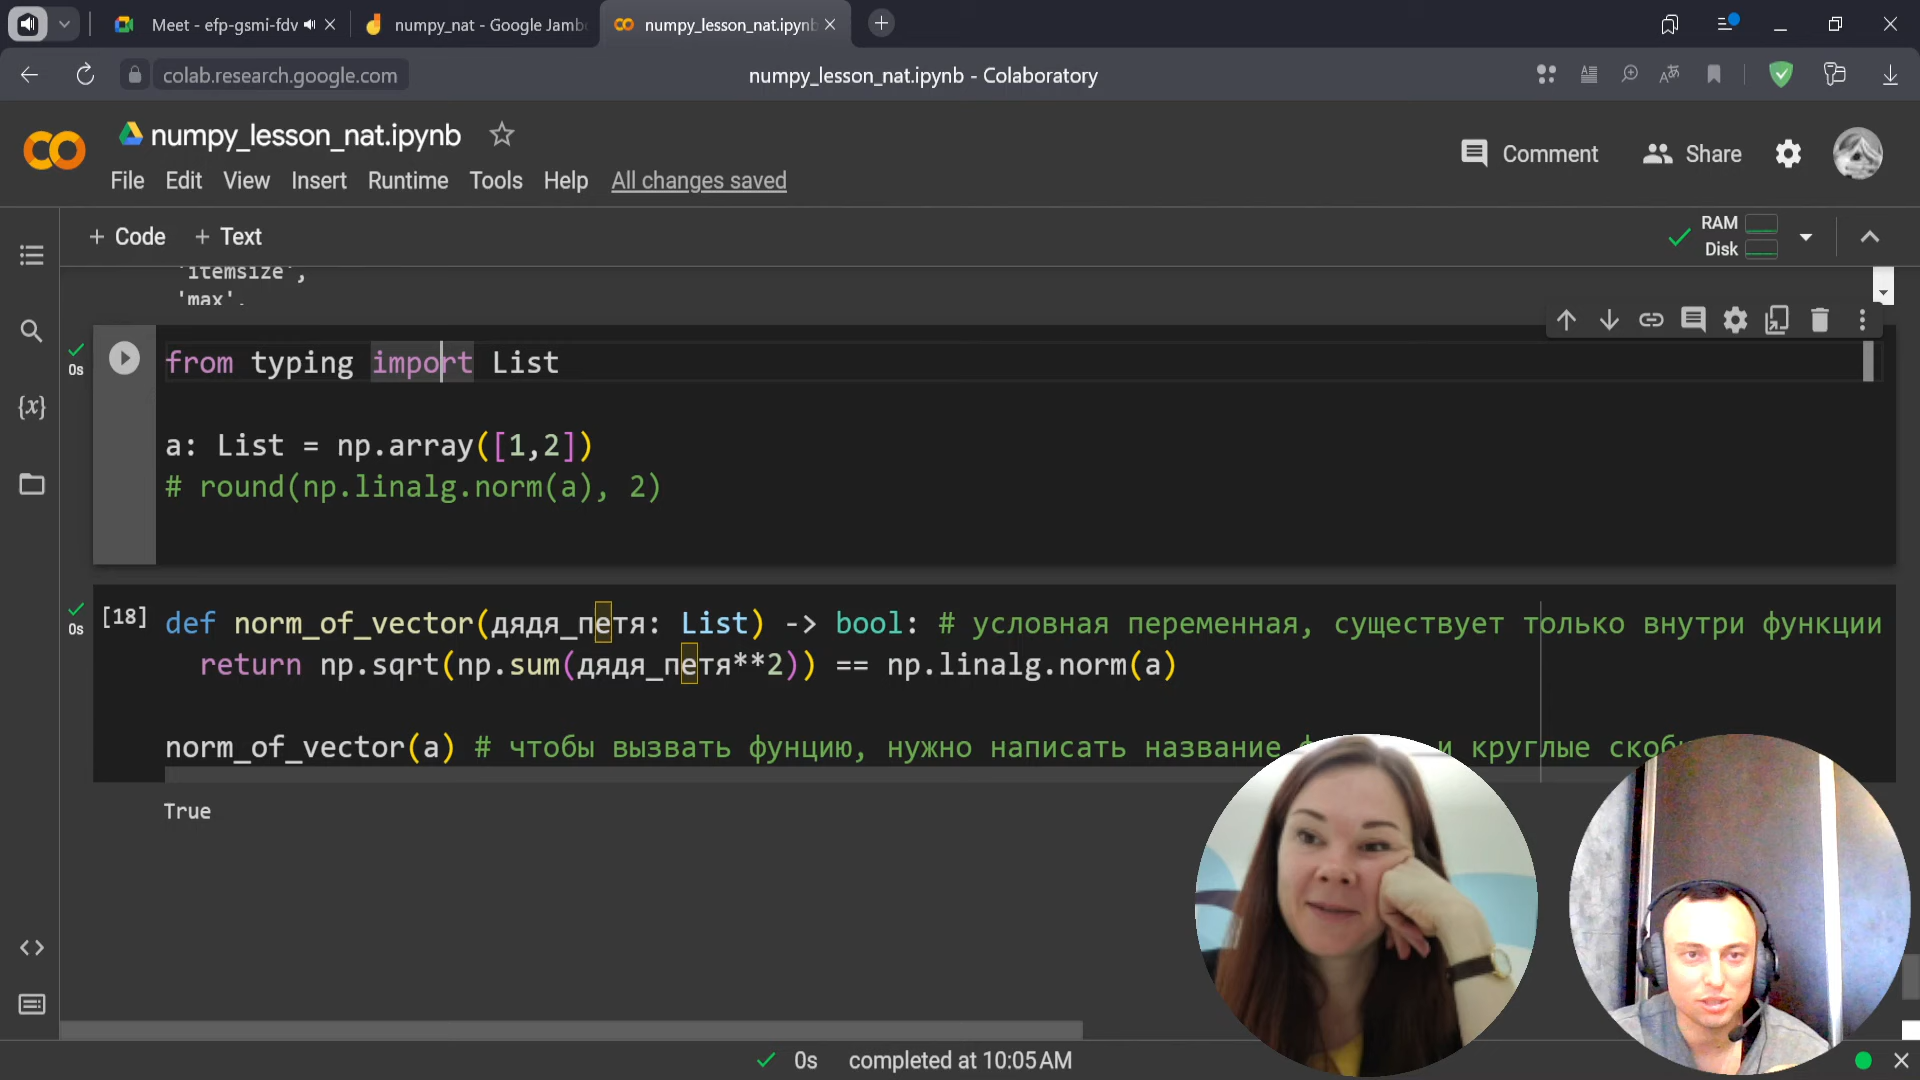 Meet - efp-gsmi-fdv
numpy_nat - Google Jamb
numpy_lesson_nat.ipynb
colab.research.google.com
numpy_lesson_nat.ipynb - Colaboratory
numpy_lesson_nat.ipynb
Comment
Share
File Edit View Insert Runtime Tools Help All changes saved
+ Code + Text
RAM
Disk
'itemsize',
'max',
0s
from typing import List
a: List = np.array([1,2])
# round(np.linalg.norm(a), 2)
0s
[18] def norm_of_vector(дядя_петя: List) -> bool: # условная переменная, существует только внутри функции
return np.sqrt(np.sum(дядя_петя**2)) == np.linalg.norm(a)
norm_of_vector(a) # чтобы вызвать фунцию, нужно написать название и круглые
True
0s completed at 10:05 AM